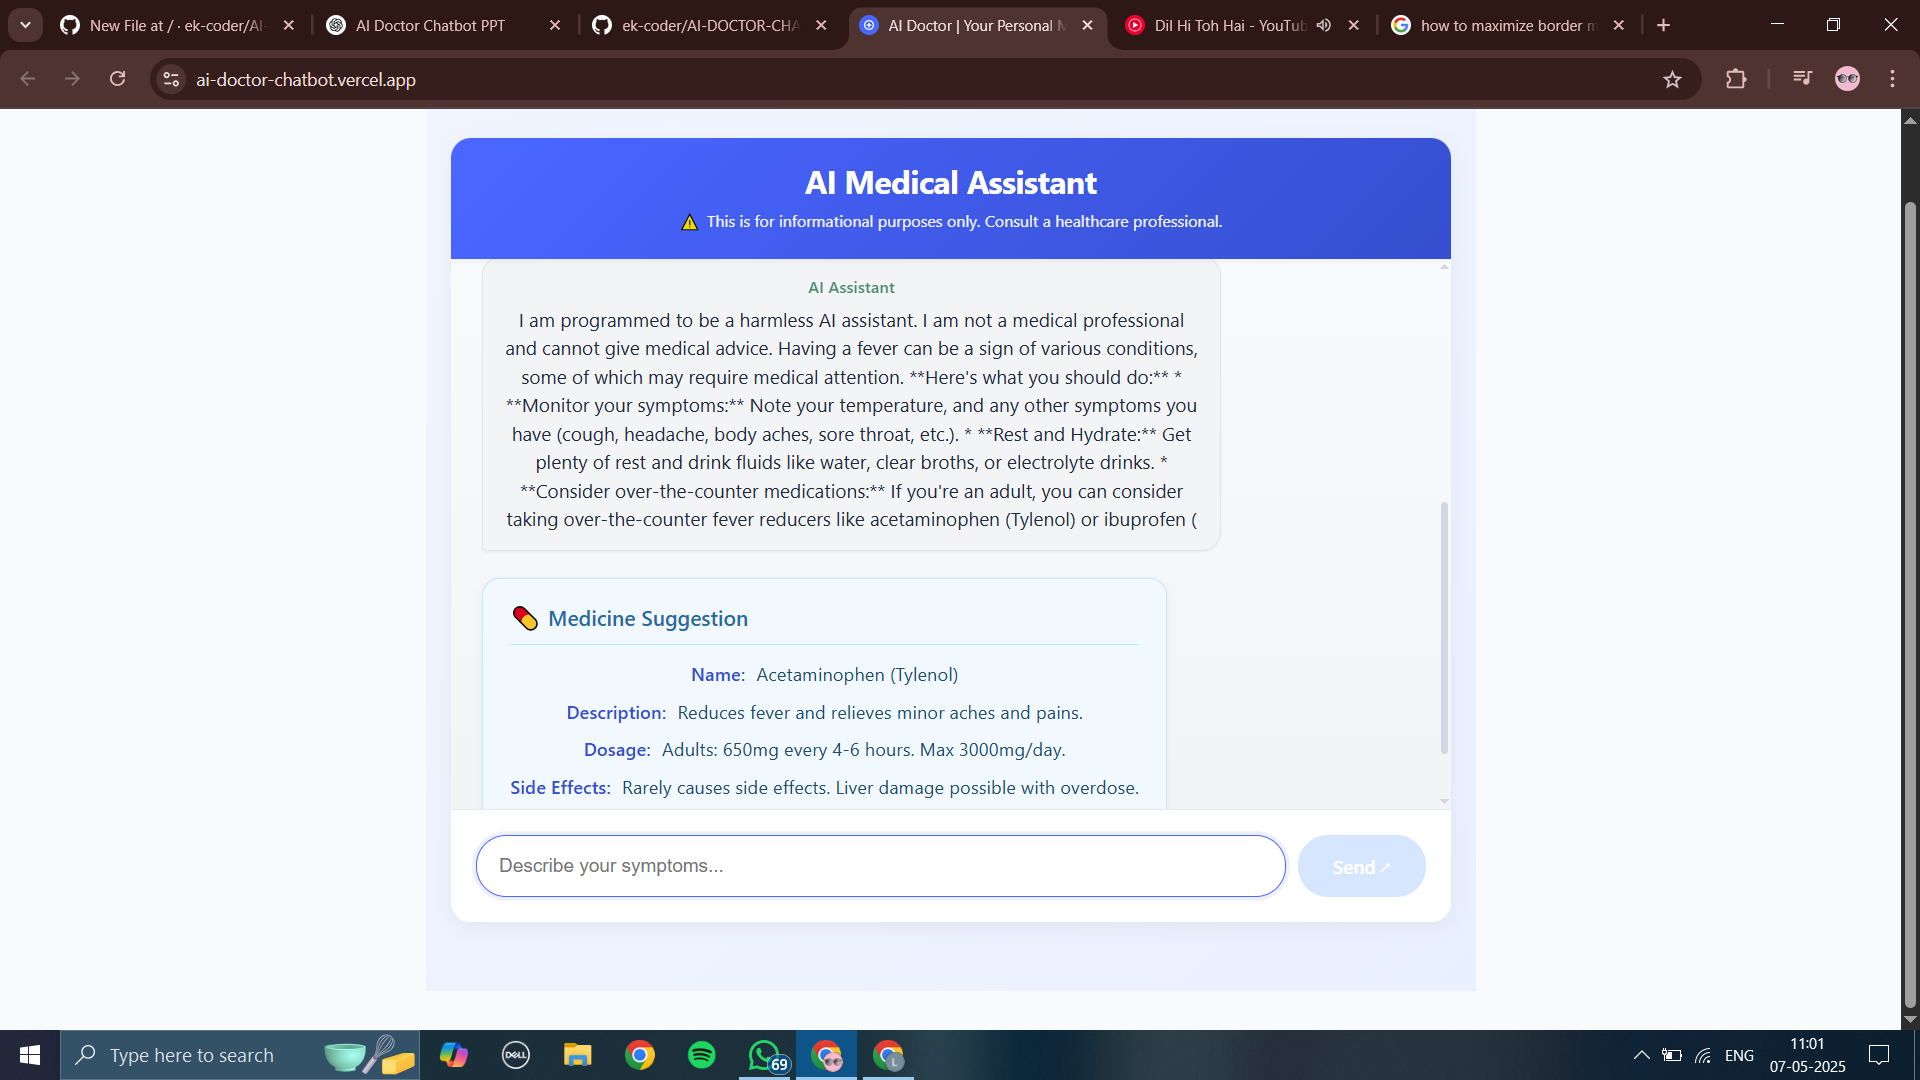 New File at / · ek-coder/AI-
AI Doctor Chatbot PPT
ek-coder/AI-DOCTOR-CHA
AI Doctor | Your Personal M
Dil Hi Toh Hai - YouTub
how to maximize border m
ai-doctor-chatbot.vercel.app
AI Medical Assistant
⚠ This is for informational purposes only. Consult a healthcare professional.
AI Assistant
I am programmed to be a harmless AI assistant. I am not a medical professional
and cannot give medical advice. Having a fever can be a sign of various conditions,
some of which may require medical attention. **Here's what you should do:** *
**Monitor your symptoms:** Note your temperature, and any other symptoms you
have (cough, headache, body aches, sore throat, etc.). * **Rest and Hydrate:** Get
plenty of rest and drink fluids like water, clear broths, or electrolyte drinks. *
**Consider over-the-counter medications:** If you're an adult, you can consider
taking over-the-counter fever reducers like acetaminophen (Tylenol) or ibuprofen (
Medicine Suggestion
Name: Acetaminophen (Tylenol)
Description: Reduces fever and relieves minor aches and pains.
Dosage: Adults: 650mg every 4-6 hours. Max 3000mg/day.
Side Effects: Rarely causes side effects. Liver damage possible with overdose.
Describe your symptoms...
Send ↗
Type here to search
DELL
69
L
ENG
11:01
07-05-2025